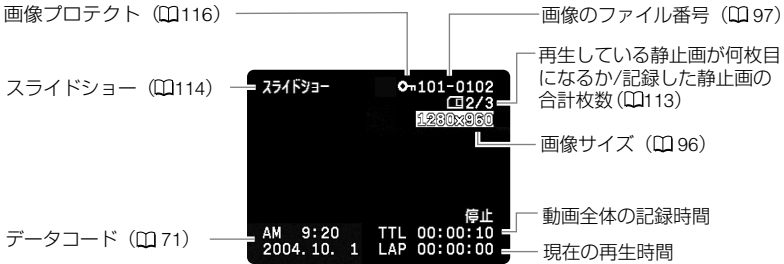 画像プロテクト（116）
画像のファイル番号（97）
再生している静止画が何枚目
になるか/記録した静止画の
合計枚数（113）
スライドショー（114）
スライドショー
101-0102
2/3
1280x960
画像サイズ（96）
停止
動画全体の記録時間
AM 9:20 TTL 00:00:10
データコード（71）
2004.10. 1 LAP 00:00:00
現在の再生時間